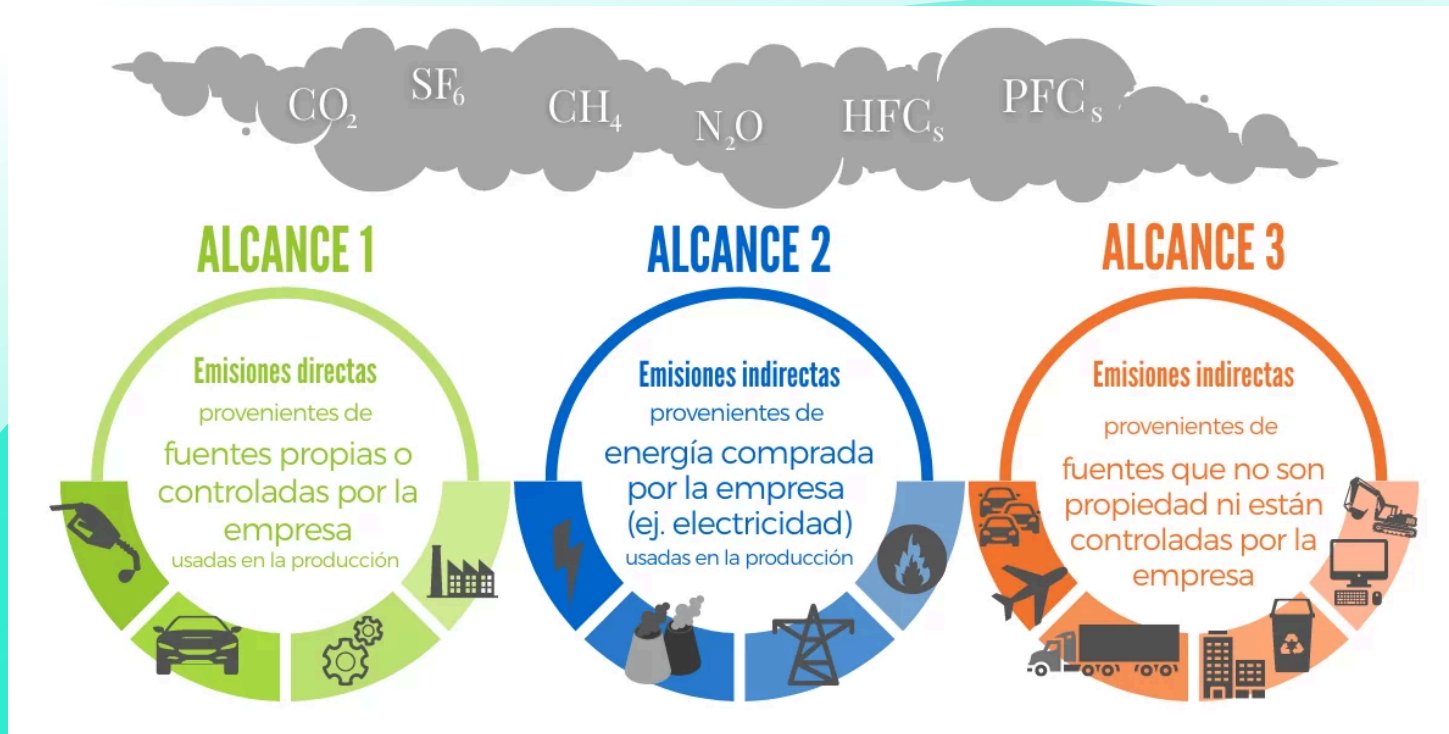 CO₂
SF₆
CH₄
N₂O
HFCₛ
PFCₛ
ALCANCE 1
Emisiones directas
provenientes de
fuentes propias o
controladas por la
empresa
usadas en la producción
ALCANCE 2
Emisiones indirectas
provenientes de
energía comprada
por la empresa
(ej. electricidad)
usadas en la producción
ALCANCE 3
Emisiones indirectas
provenientes de
fuentes que no son
propiedad ni están
controladas por la
empresa